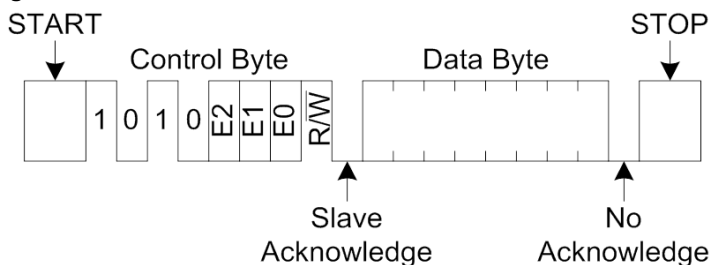 START STOP
Control Byte Data Byte
1 0 1 0 E2 E1 E0 R/W
Slave Acknowledge
No Acknowledge